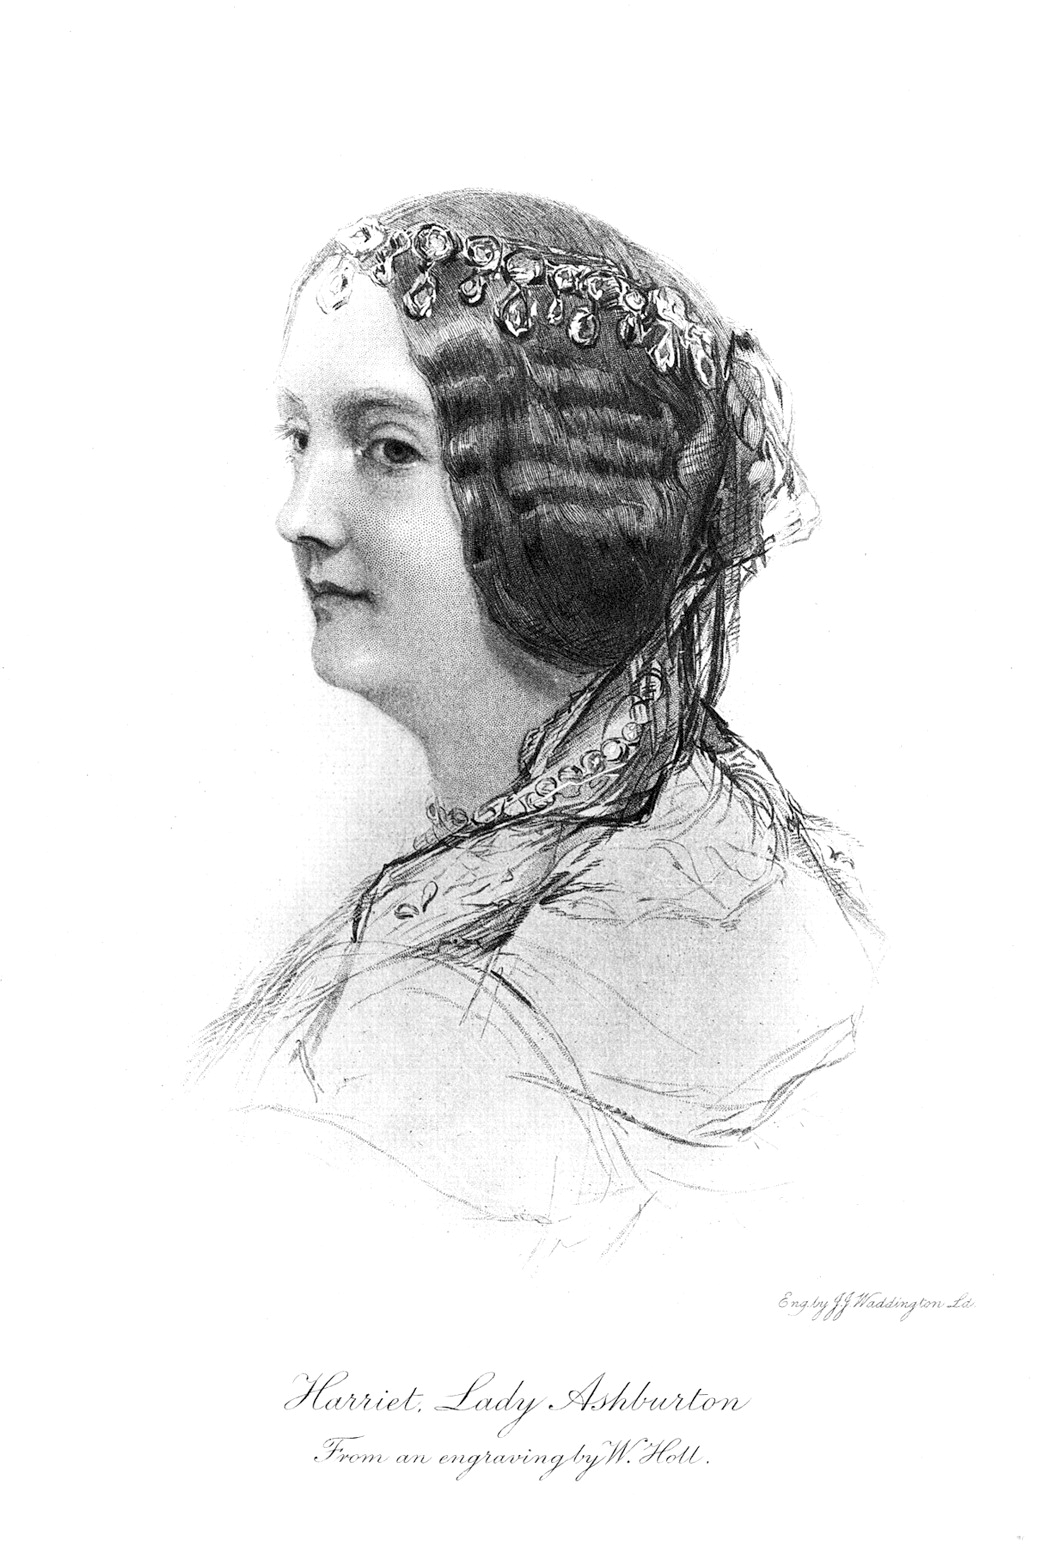 Eng. by J J Waddington Ld.
Harriet, Lady Ashburton
From an engraving by W. Holl.